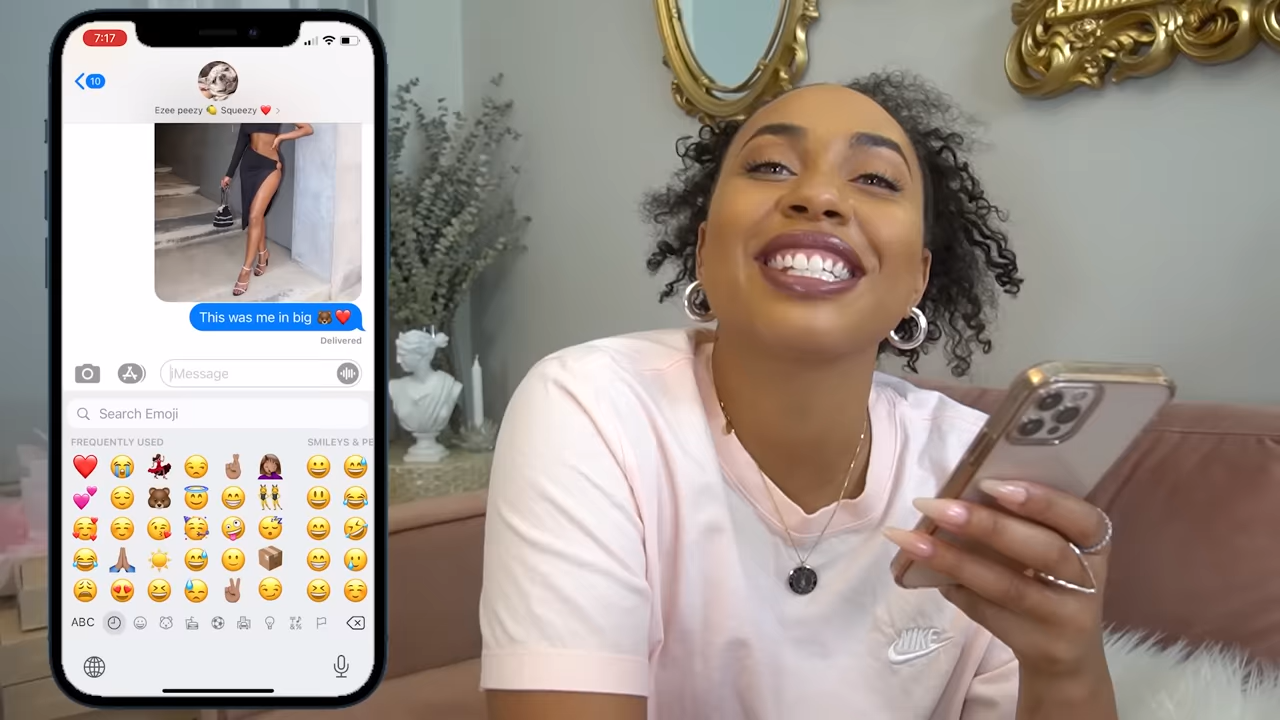 7:17
10
Ezee peezy 🍋 Squeezy ❤️ >
This was me in big 🐻 ❤️
Delivered
iMessage
Search Emoji
FREQUENTLY USED
SMILEYS & PE
ABC
NIKE